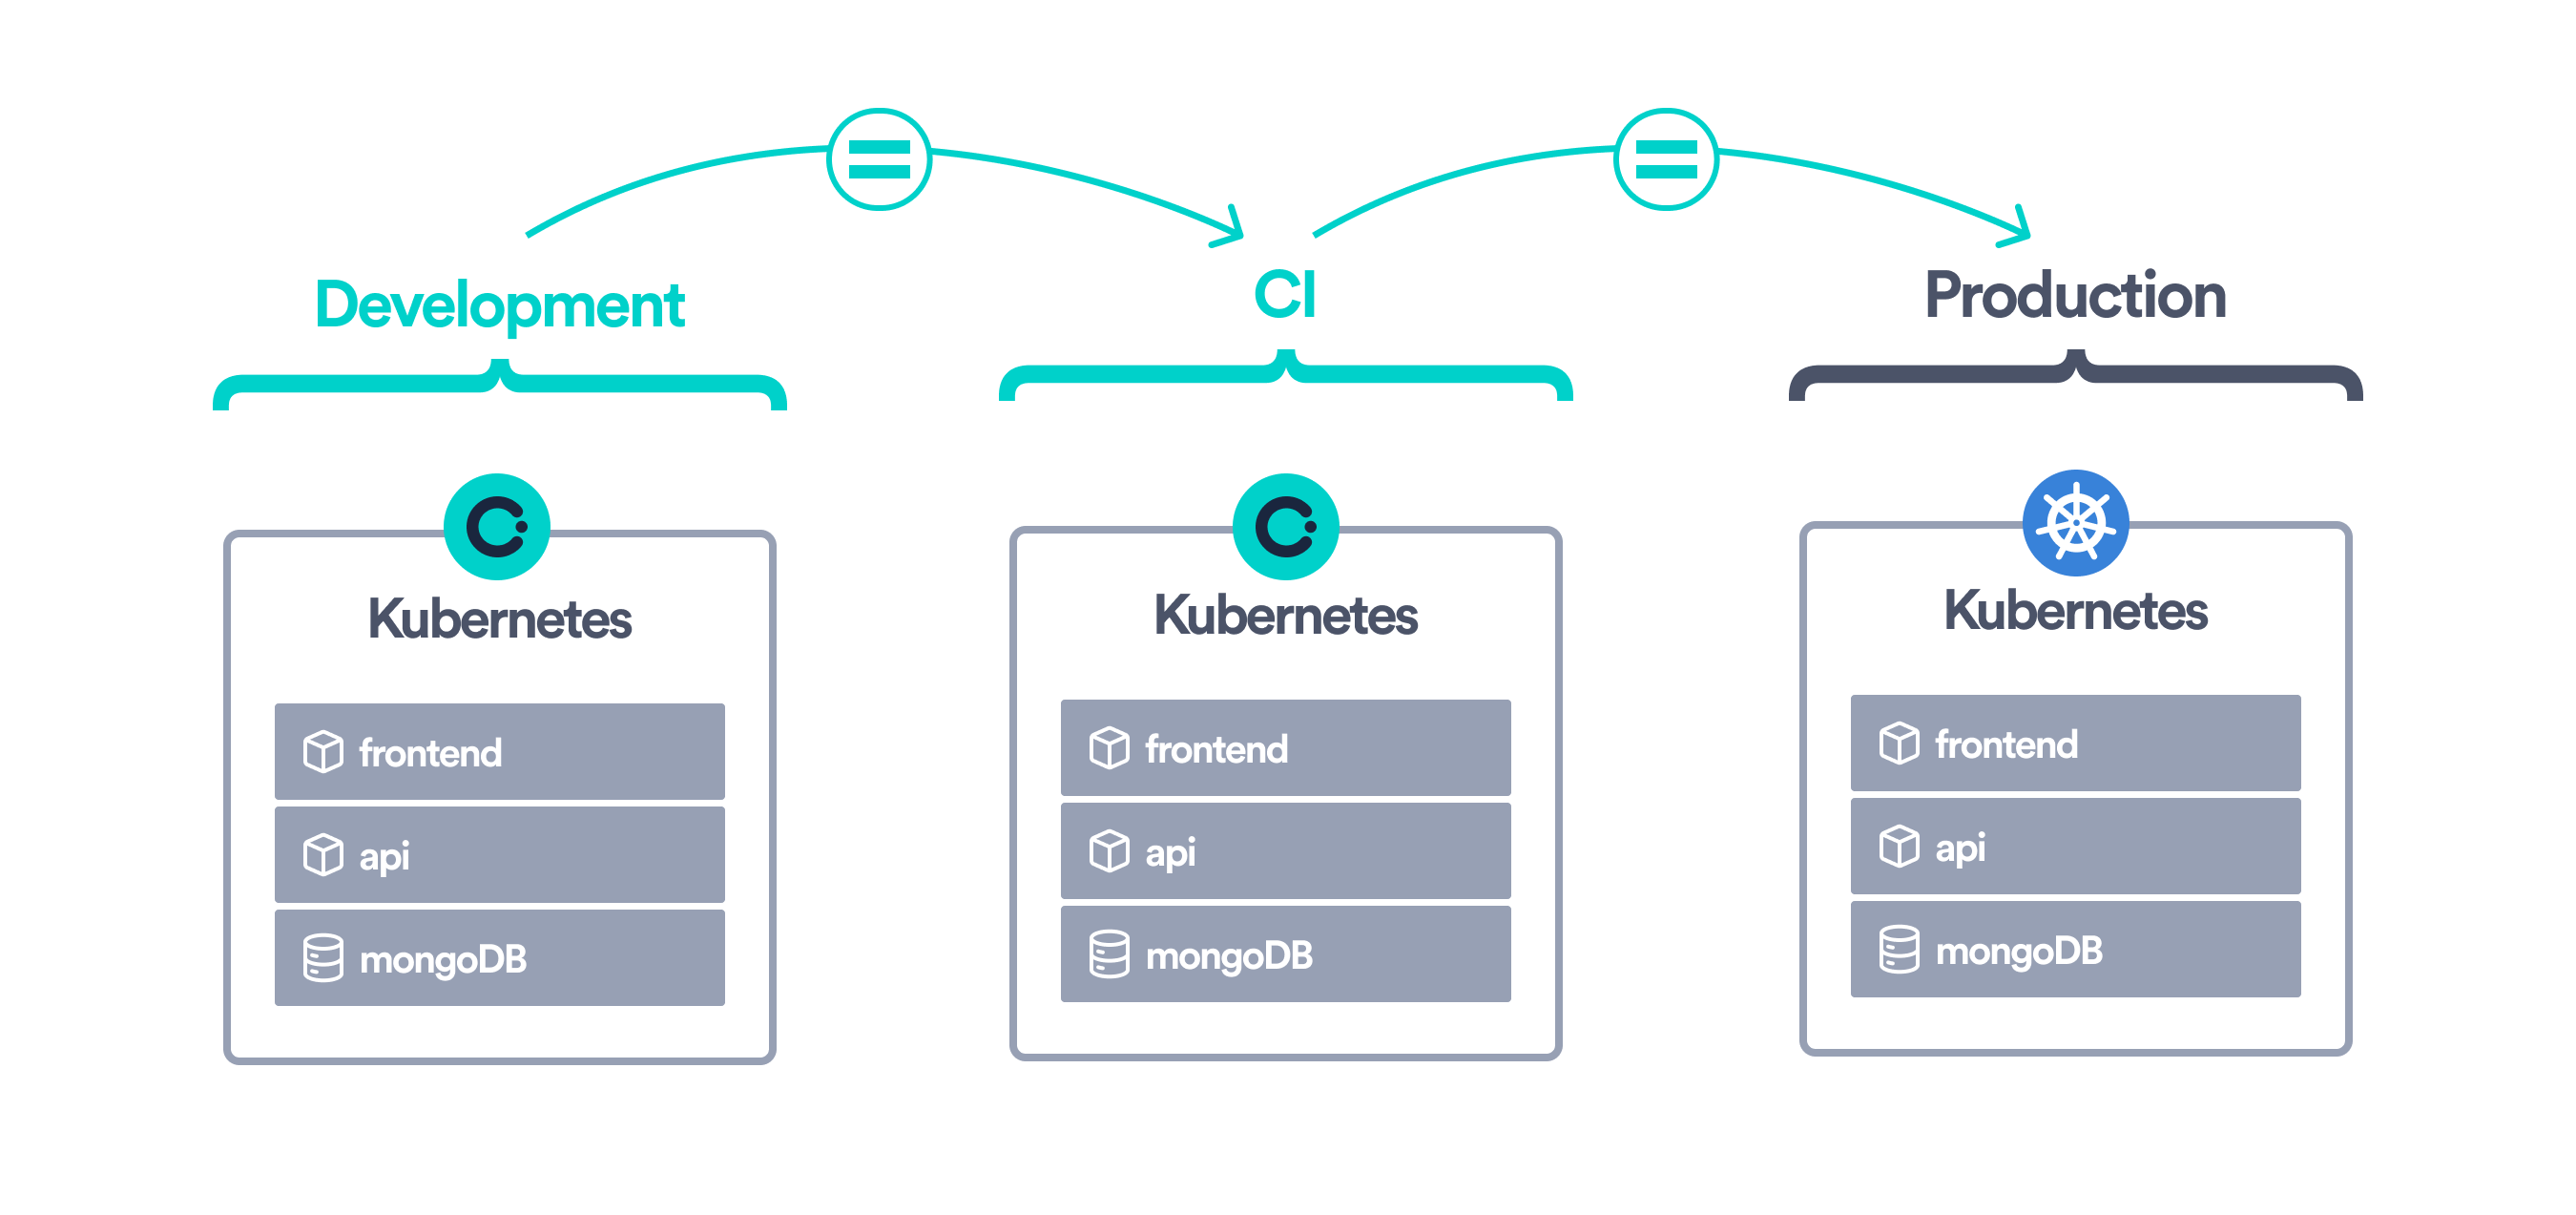 Development
CI
Production
Kubernetes
frontend
api
mongoDB
Kubernetes
frontend
api
mongoDB
Kubernetes
frontend
api
mongoDB